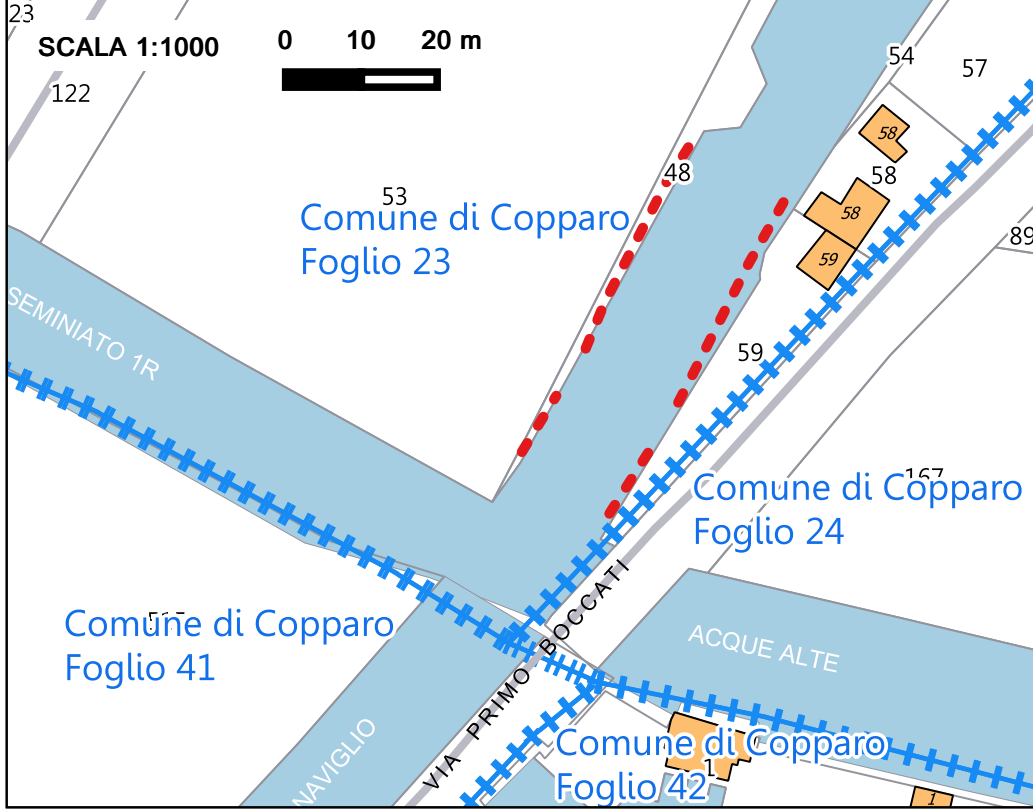 23
SCALA 1:1000
0 10 20 m
54
57
122
58
48
58
53
58
Comune di Copparo
Foglio 23
89
59
SEMINIATO 1R
59
167
Comune di Copparo
Foglio 24
Comune di Copparo
Foglio 41
VIA PRIMO BOCCATI
ACQUE ALTE
NAVIGLIO
Comune di Copparo
Foglio 42
1
1